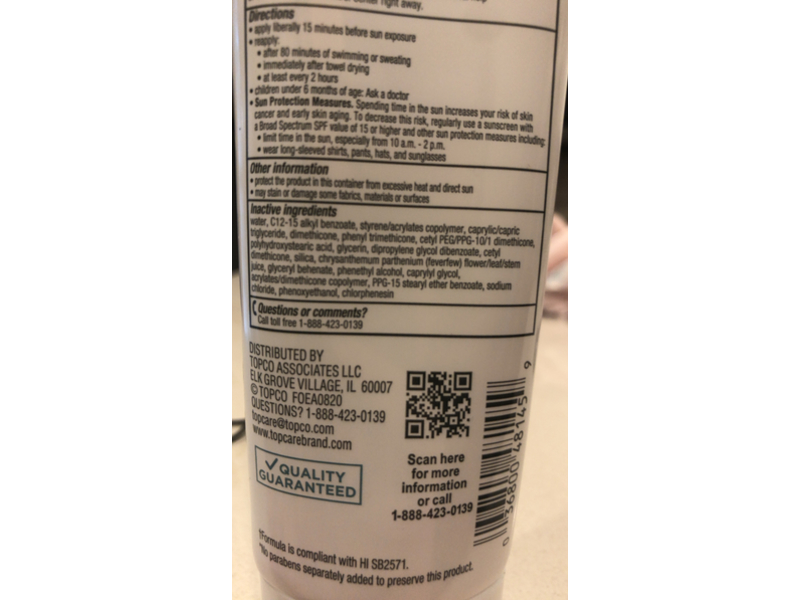 right away.
Directions
• apply liberally 15 minutes before sun exposure
• reapply:
• after 80 minutes of swimming or sweating
• immediately after towel drying
• at least every 2 hours
• children under 6 months of age: Ask a doctor
• Sun Protection Measures. Spending time in the sun increases your risk of skin
cancer and early skin aging. To decrease this risk, regularly use a sunscreen with
a Broad Spectrum SPF value of 15 or higher and other sun protection measures including:
• limit time in the sun, especially from 10 a.m. - 2 p.m.
• wear long-sleeved shirts, pants, hats, and sunglasses
Other information
• protect the product in this container from excessive heat and direct sun
• may stain or damage some fabrics, materials or surfaces
Inactive ingredients
water, C12-15 alkyl benzoate, styrene/acrylates copolymer, caprylic/capric
triglyceride, dimethicone, phenyl trimethicone, cetyl PEG/PPG-10/1 dimethicone,
polyhydroxystearic acid, glycerin, dipropylene glycol dibenzoate, cetyl
dimethicone, silica, chrysanthemum parthenium (feverfew) flower/leaf/stem
juice, glyceryl behenate, phenethyl alcohol, caprylyl glycol,
acrylates/dimethicone copolymer, PPG-15 stearyl ether benzoate, sodium
chloride, phenoxyethanol, chlorphenesin
Questions or comments?
Call toll free 1-888-423-0139
DISTRIBUTED BY
TOPCO ASSOCIATES LLC
ELK GROVE VILLAGE, IL 60007
© TOPCO FOEA0820
QUESTIONS? 1-888-423-0139
topcare@topco.com
www.topcarebrand.com
QUALITY
GUARANTEED
Scan here
for more
information
or call
1-888-423-0139
0 36800 48145 9
†Formula is compliant with HI SB2571.
*No parabens separately added to preserve this product.